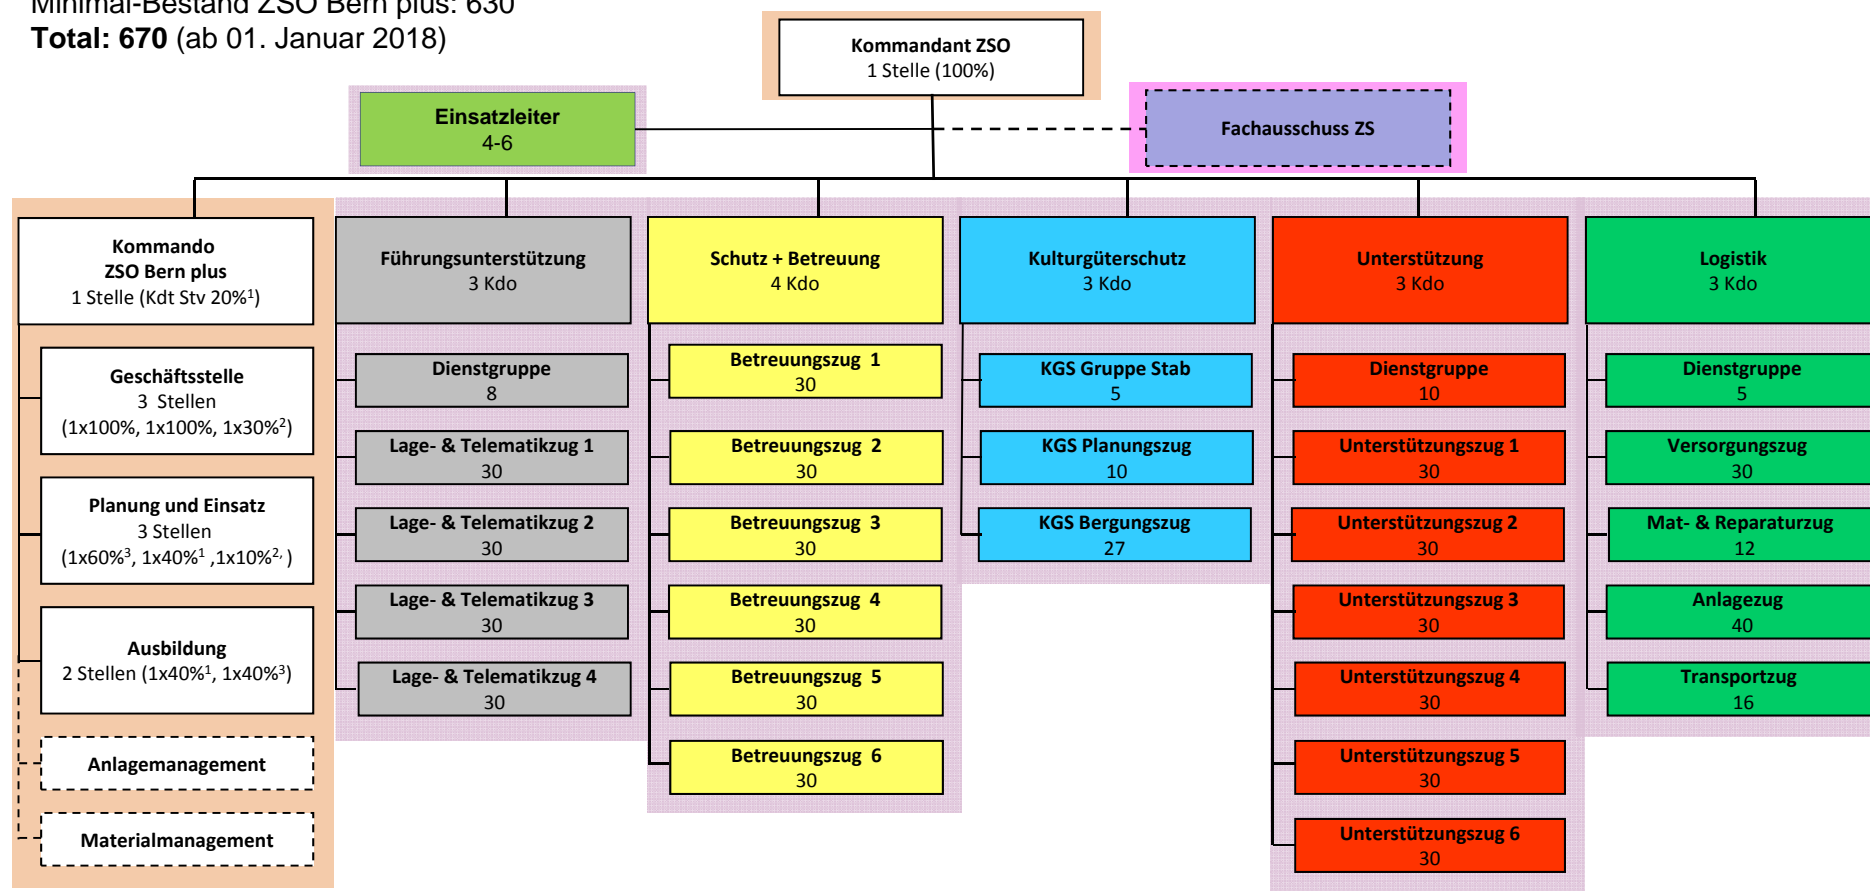 Minimal-Bestand ZSO Bern plus: 630
Total: 670 (ab 01. Januar 2018)
Kommandant ZSO
1 Stelle (100%)
Einsatzleiter
4-6
Fachausschuss ZS
Kommando
ZSO Bern plus
1 Stelle (Kdt Stv 20%¹)
Geschäftsstelle
3 Stellen
(1x100%, 1x100%, 1x30%²)
Planung und Einsatz
3 Stellen
(1x60%³, 1x40%¹ ,1x10%², )
Ausbildung
2 Stellen (1x40%¹, 1x40%³)
Anlagemanagement
Materialmanagement
Führungsunterstützung
3 Kdo
Dienstgruppe
8
Lage- & Telematikzug 1
30
Lage- & Telematikzug 2
30
Lage- & Telematikzug 3
30
Lage- & Telematikzug 4
30
Schutz + Betreuung
4 Kdo
Betreuungszug 1
30
Betreuungszug 2
30
Betreuungszug 3
30
Betreuungszug 4
30
Betreuungszug 5
30
Betreuungszug 6
30
Kulturgüterschutz
3 Kdo
KGS Gruppe Stab
5
KGS Planungszug
10
KGS Bergungszug
27
Unterstützung
3 Kdo
Dienstgruppe
10
Unterstützungszug 1
30
Unterstützungszug 2
30
Unterstützungszug 3
30
Unterstützungszug 4
30
Unterstützungszug 5
30
Unterstützungszug 6
30
Logistik
3 Kdo
Dienstgruppe
5
Versorgungszug
30
Mat- & Reparaturzug
12
Anlagezug
40
Transportzug
16